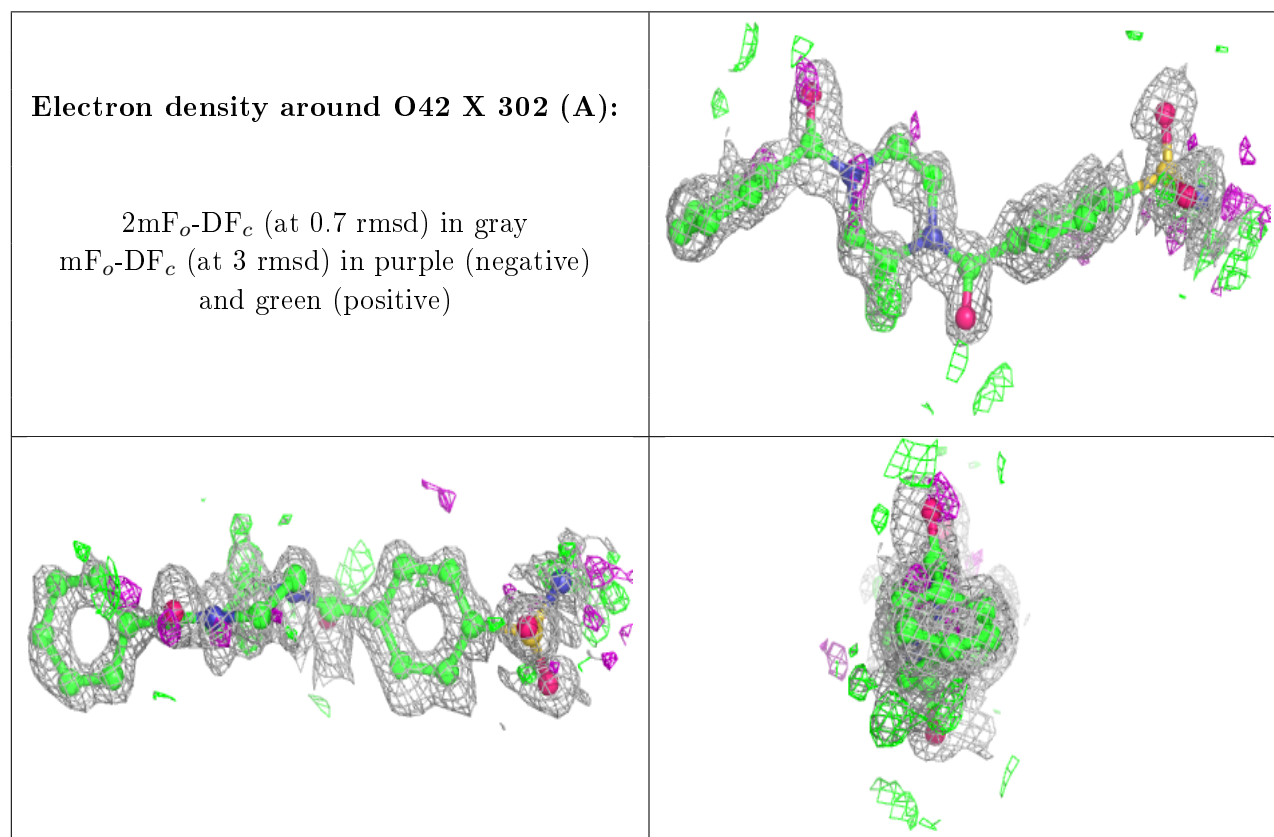 Electron density around O42 X 302 (A):
2mFo-DFc (at 0.7 rmsd) in gray
mFo-DFc (at 3 rmsd) in purple (negative)
and green (positive)